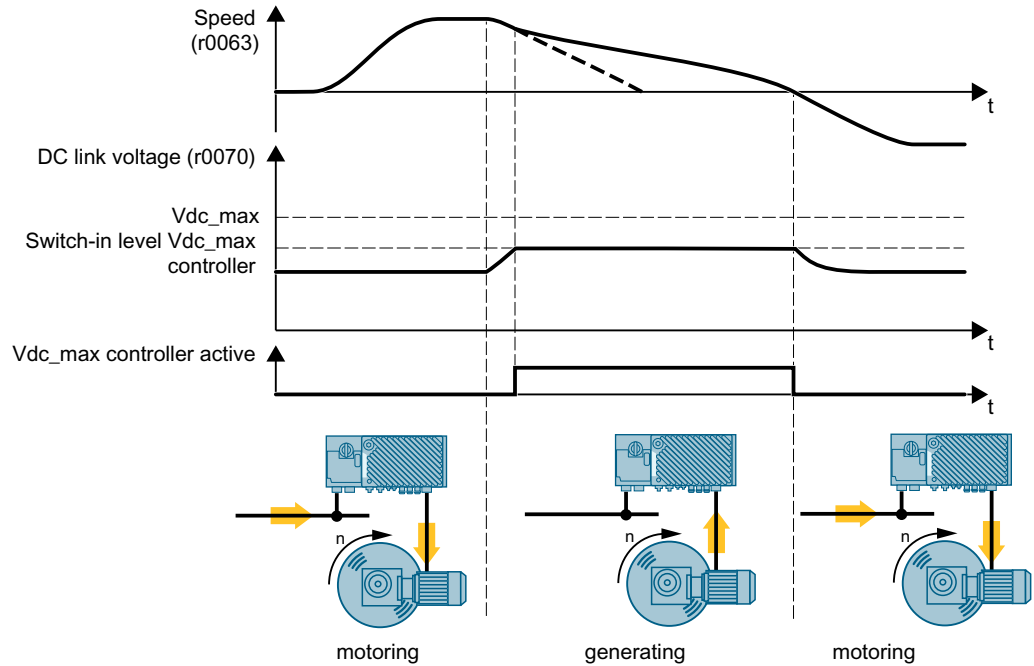 Speed
(r0063)
t
DC link voltage (r0070)
Vdc_max
Switch-in level Vdc_max
controller
t
Vdc_max controller active
t
n
n
n
motoring
generating
motoring